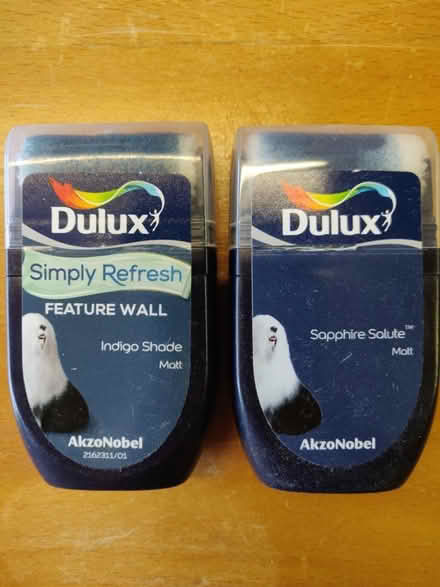 Dulux
Simply Refresh
FEATURE WALL
Indigo Shade
Matt
AkzoNobel
2162311/01
Dulux
Sapphire Salute™
Matt
AkzoNobel